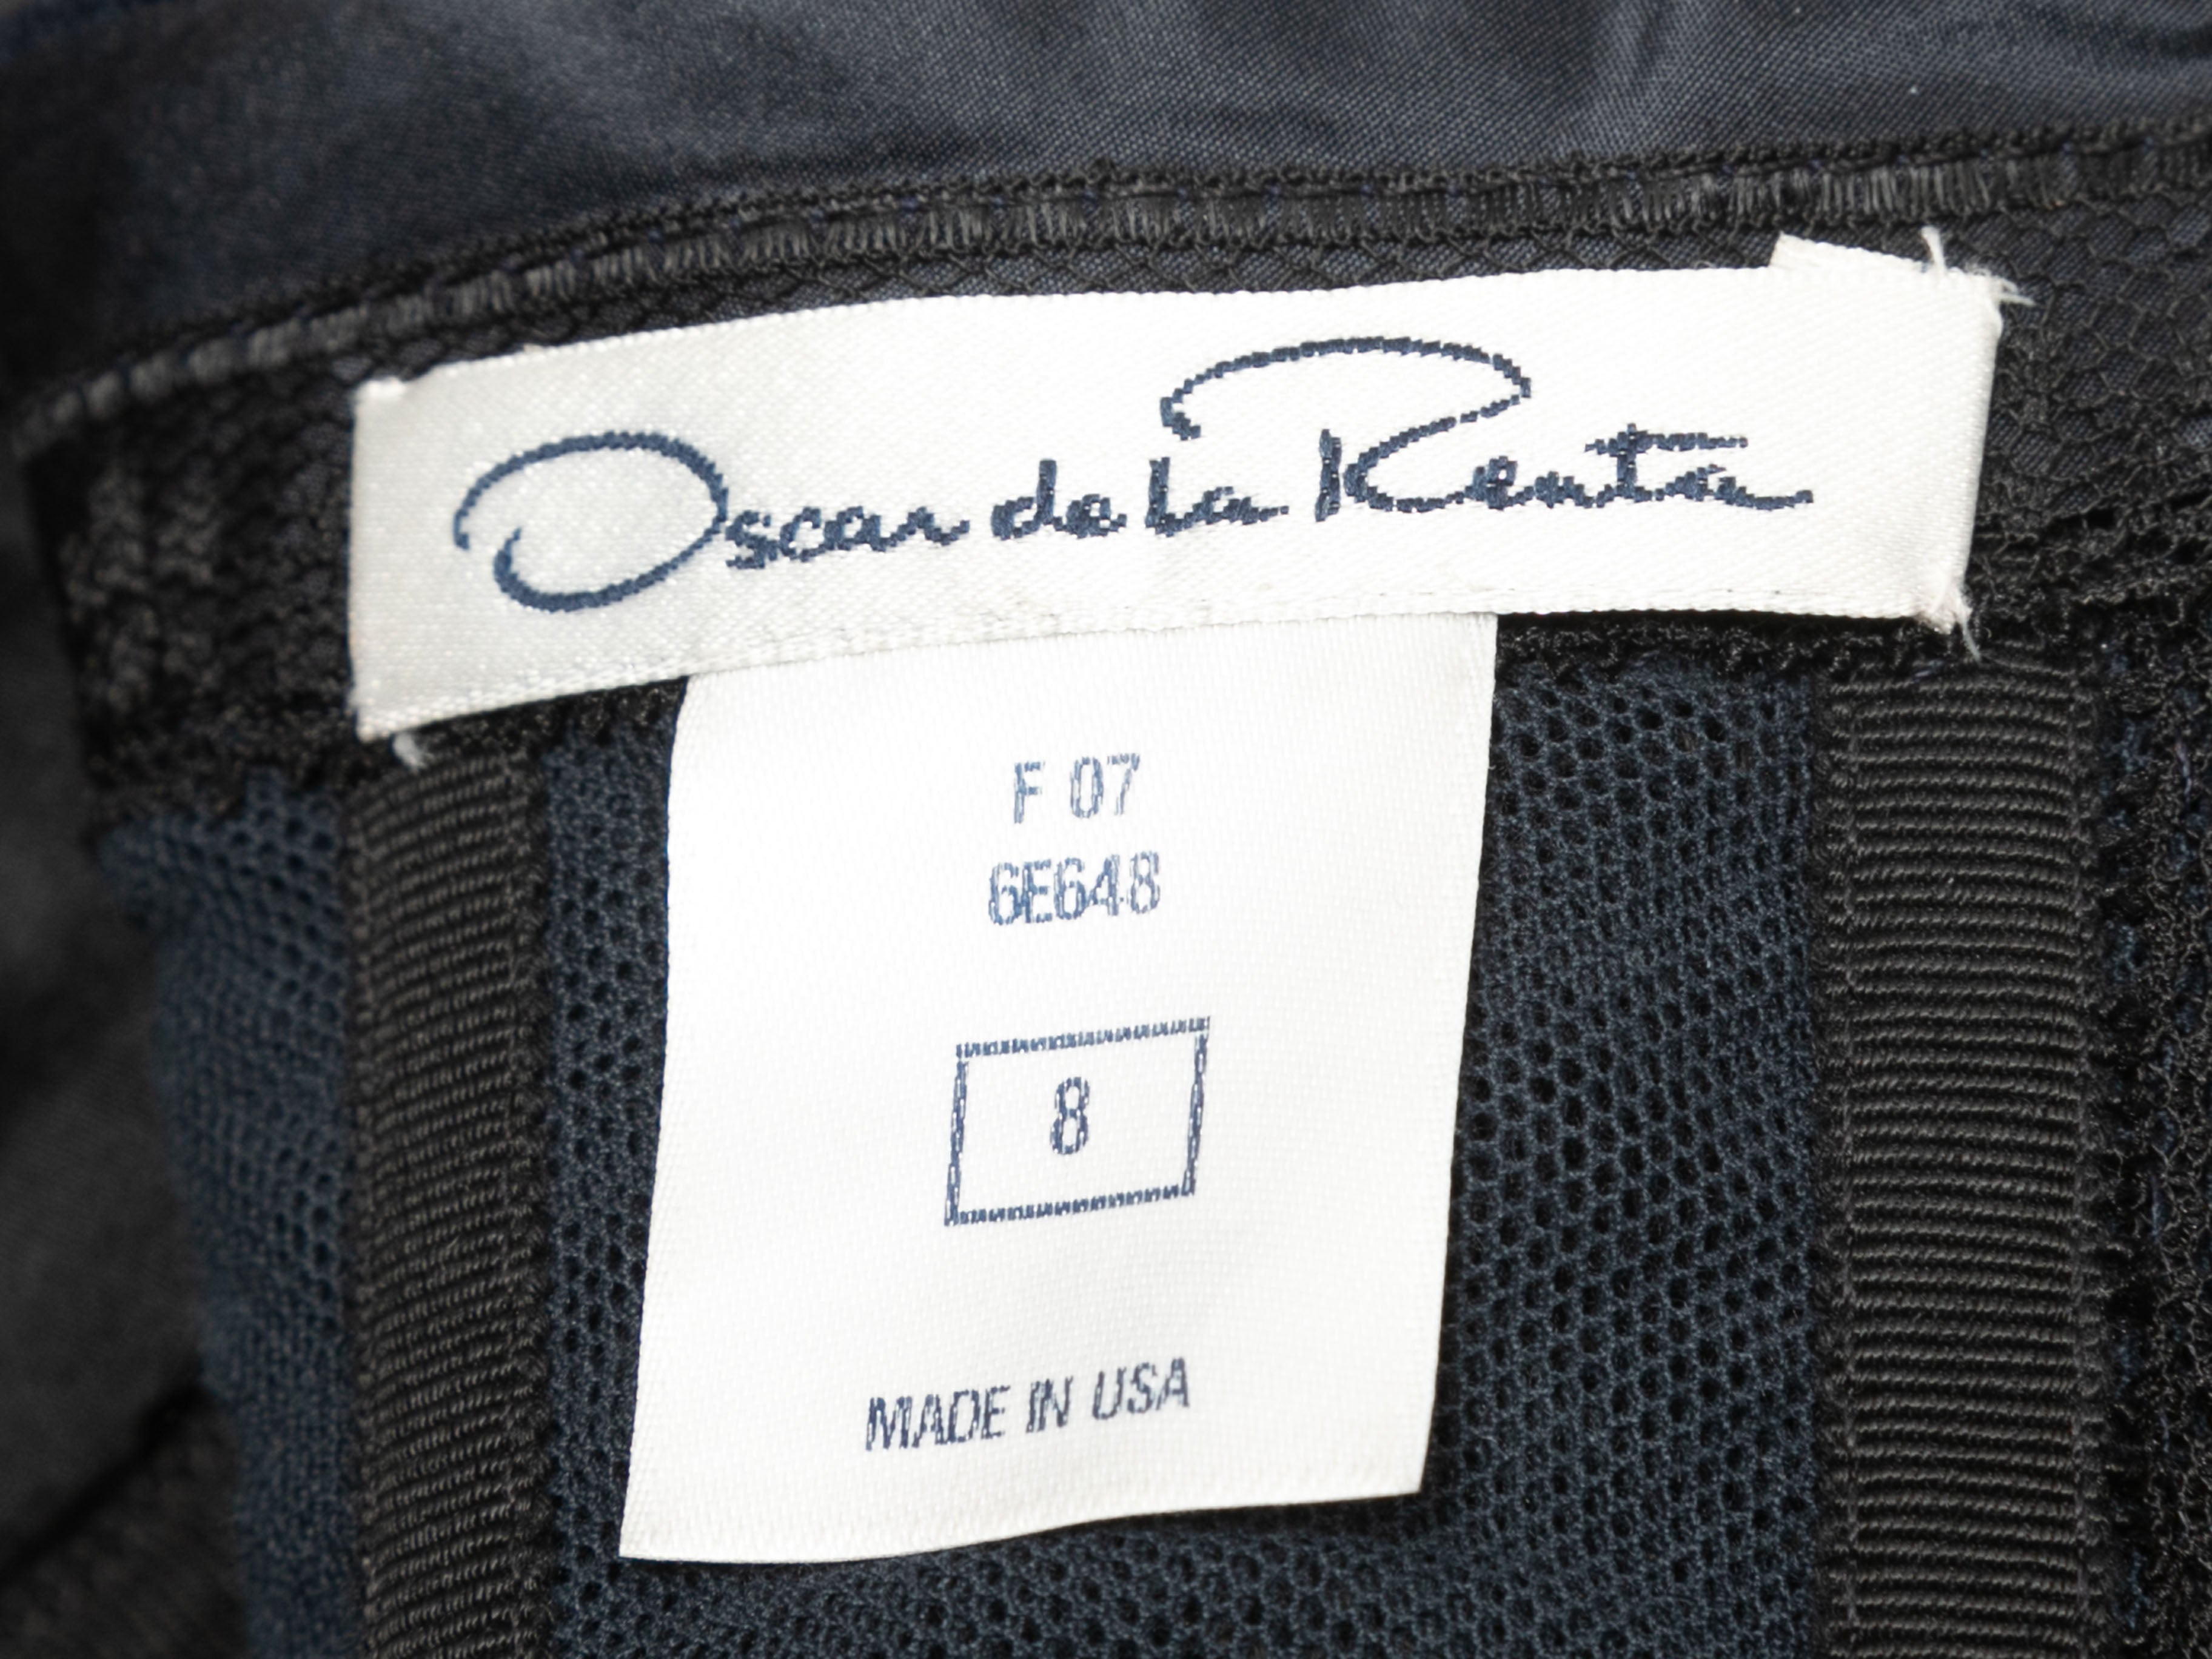 Oscar de la Renta
F 07
6E648
8
MADE IN USA